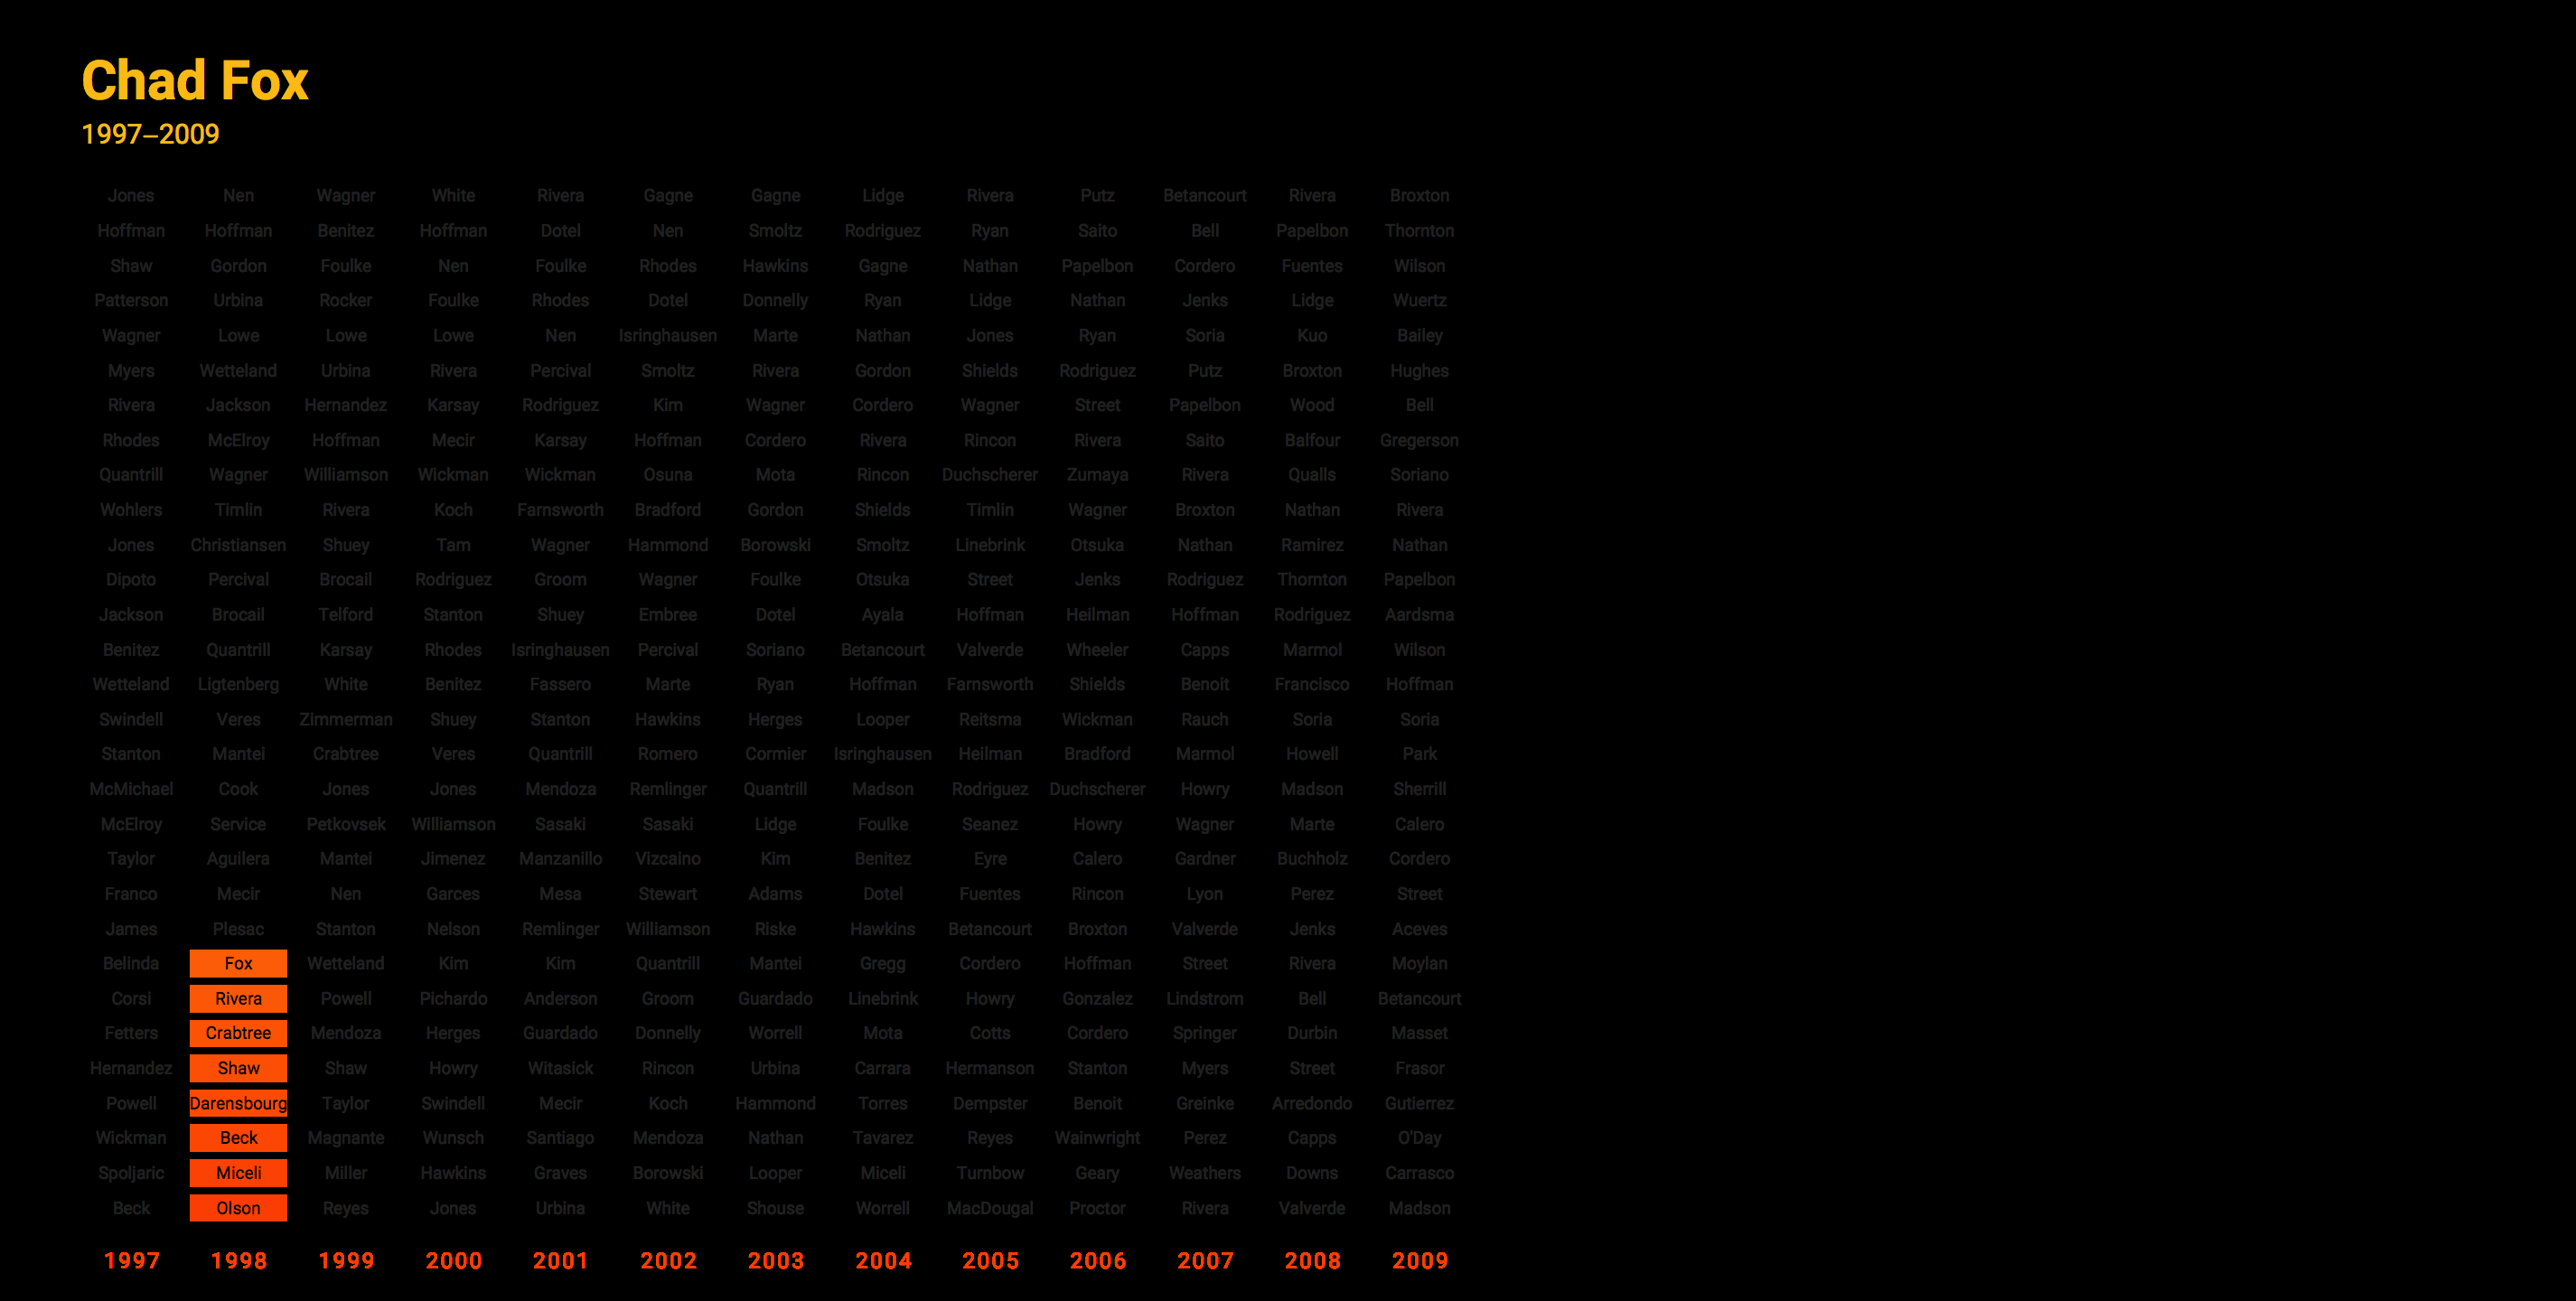 Chad Fox
1997–2009
Jones Nen Wagner White Rivera Gagne Gagne Lidge Rivera Putz Betancourt Rivera Broxton
Hoffman Hoffman Benitez Hoffman Dotel Nen Smoltz Rodriguez Ryan Saito Bell Papelbon Thornton
Shaw Gordon Foulke Nen Foulke Rhodes Hawkins Gagne Nathan Papelbon Cordero Fuentes Wilson
Patterson Urbina Rocker Foulke Rhodes Dotel Donnelly Ryan Lidge Nathan Jenks Lidge Wuertz
Wagner Lowe Lowe Lowe Nen Isringhausen Marte Nathan Jones Ryan Soria Kuo Bailey
Myers Wetteland Urbina Rivera Percival Smoltz Rivera Gordon Shields Rodriguez Putz Broxton Hughes
Rivera Jackson Hernandez Karsay Rodriguez Kim Wagner Cordero Wagner Street Papelbon Wood Bell
Rhodes McElroy Hoffman Mecir Karsay Hoffman Cordero Rivera Rincon Rivera Saito Balfour Gregerson
Quantrill Wagner Williamson Wickman Wickman Osuna Mota Rincon Duchscherer Zumaya Rivera Qualls Soriano
Wohlers Timlin Rivera Koch Farnsworth Bradford Gordon Shields Timlin Wagner Broxton Nathan Rivera
Jones Christiansen Shuey Tam Wagner Hammond Borowski Smoltz Linebrink Otsuka Nathan Ramirez Nathan
Dipoto Percival Brocail Rodriguez Groom Wagner Foulke Otsuka Street Jenks Rodriguez Thornton Papelbon
Jackson Brocail Telford Stanton Shuey Embree Dotel Ayala Hoffman Heilman Hoffman Rodriguez Aardsma
Benitez Quantrill Karsay Rhodes Isringhausen Percival Soriano Betancourt Valverde Wheeler Capps Marmol Wilson
Wetteland Ligtenberg White Benitez Fassero Marte Ryan Hoffman Farnsworth Shields Benoit Francisco Hoffman
Swindell Veres Zimmerman Shuey Stanton Hawkins Herges Looper Reitsma Wickman Rauch Soria Soria
Stanton Mantei Crabtree Veres Quantrill Romero Cormier Isringhausen Heilman Bradford Marmol Howell Park
McMichael Cook Jones Jones Mendoza Remlinger Quantrill Madson Rodriguez Duchscherer Howry Madson Sherrill
McElroy Service Petkovsek Williamson Sasaki Sasaki Lidge Foulke Seanez Howry Wagner Marte Calero
Taylor Aguilera Mantei Jimenez Manzanillo Vizcaino Kim Benitez Eyre Calero Gardner Buchholz Cordero
Franco Mecir Nen Garces Mesa Stewart Adams Dotel Fuentes Rincon Lyon Perez Street
James Plesac Stanton Nelson Remlinger Williamson Riske Hawkins Betancourt Broxton Valverde Jenks Aceves
Belinda Fox Wetteland Kim Kim Quantrill Mantei Gregg Cordero Hoffman Street Rivera Moylan
Corsi Rivera Powell Pichardo Anderson Groom Guardado Linebrink Howry Gonzalez Lindstrom Bell Betancourt
Fetters Crabtree Mendoza Herges Guardado Donnelly Worrell Mota Cotts Cordero Springer Durbin Masset
Hernandez Shaw Shaw Howry Witasick Rincon Urbina Carrara Hermanson Stanton Myers Street Frasor
Powell Darensbourg Taylor Swindell Mecir Koch Hammond Torres Dempster Benoit Greinke Arredondo Gutierrez
Wickman Beck Magnante Wunsch Santiago Mendoza Nathan Tavarez Reyes Wainwright Perez Capps O'Day
Spoljaric Miceli Miller Hawkins Graves Borowski Looper Miceli Turnbow Geary Weathers Downs Carrasco
Beck Olson Reyes Jones Urbina White Shouse Worrell MacDougal Proctor Rivera Valverde Madson
1997 1998 1999 2000 2001 2002 2003 2004 2005 2006 2007 2008 2009